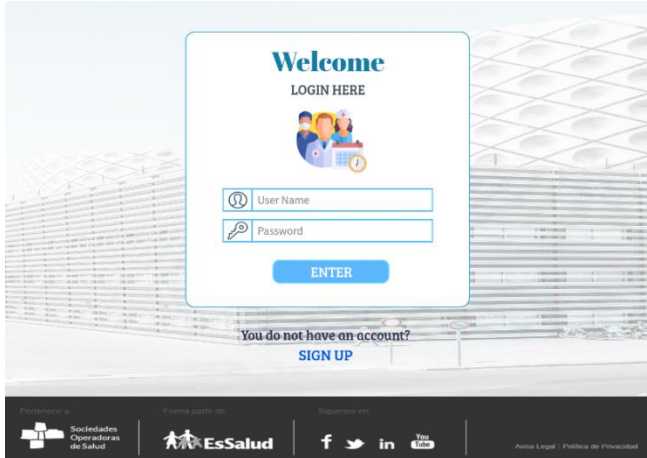 Welcome
LOGIN HERE
User Name
Password
ENTER
You do not have an account?
SIGN UP
Pertenece a
Forma parte de
Síguenos en
Sociedades
Operadoras
de Salud
EsSalud
f
in
You
Tube
Aviso Legal | Política de Privacidad